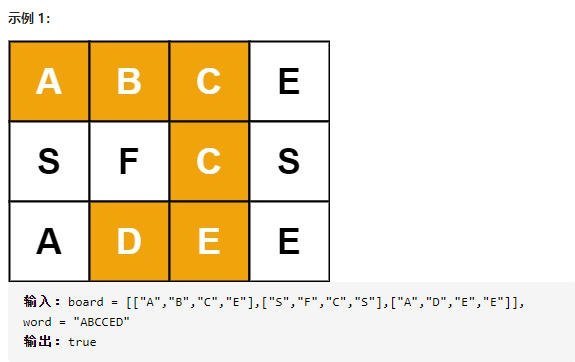 示例 1：
A B C E
S F C S
A D E E
输入：board = [["A","B","C","E"],["S","F","C","S"],["A","D","E","E"]],
word = "ABCCED"
输出：true